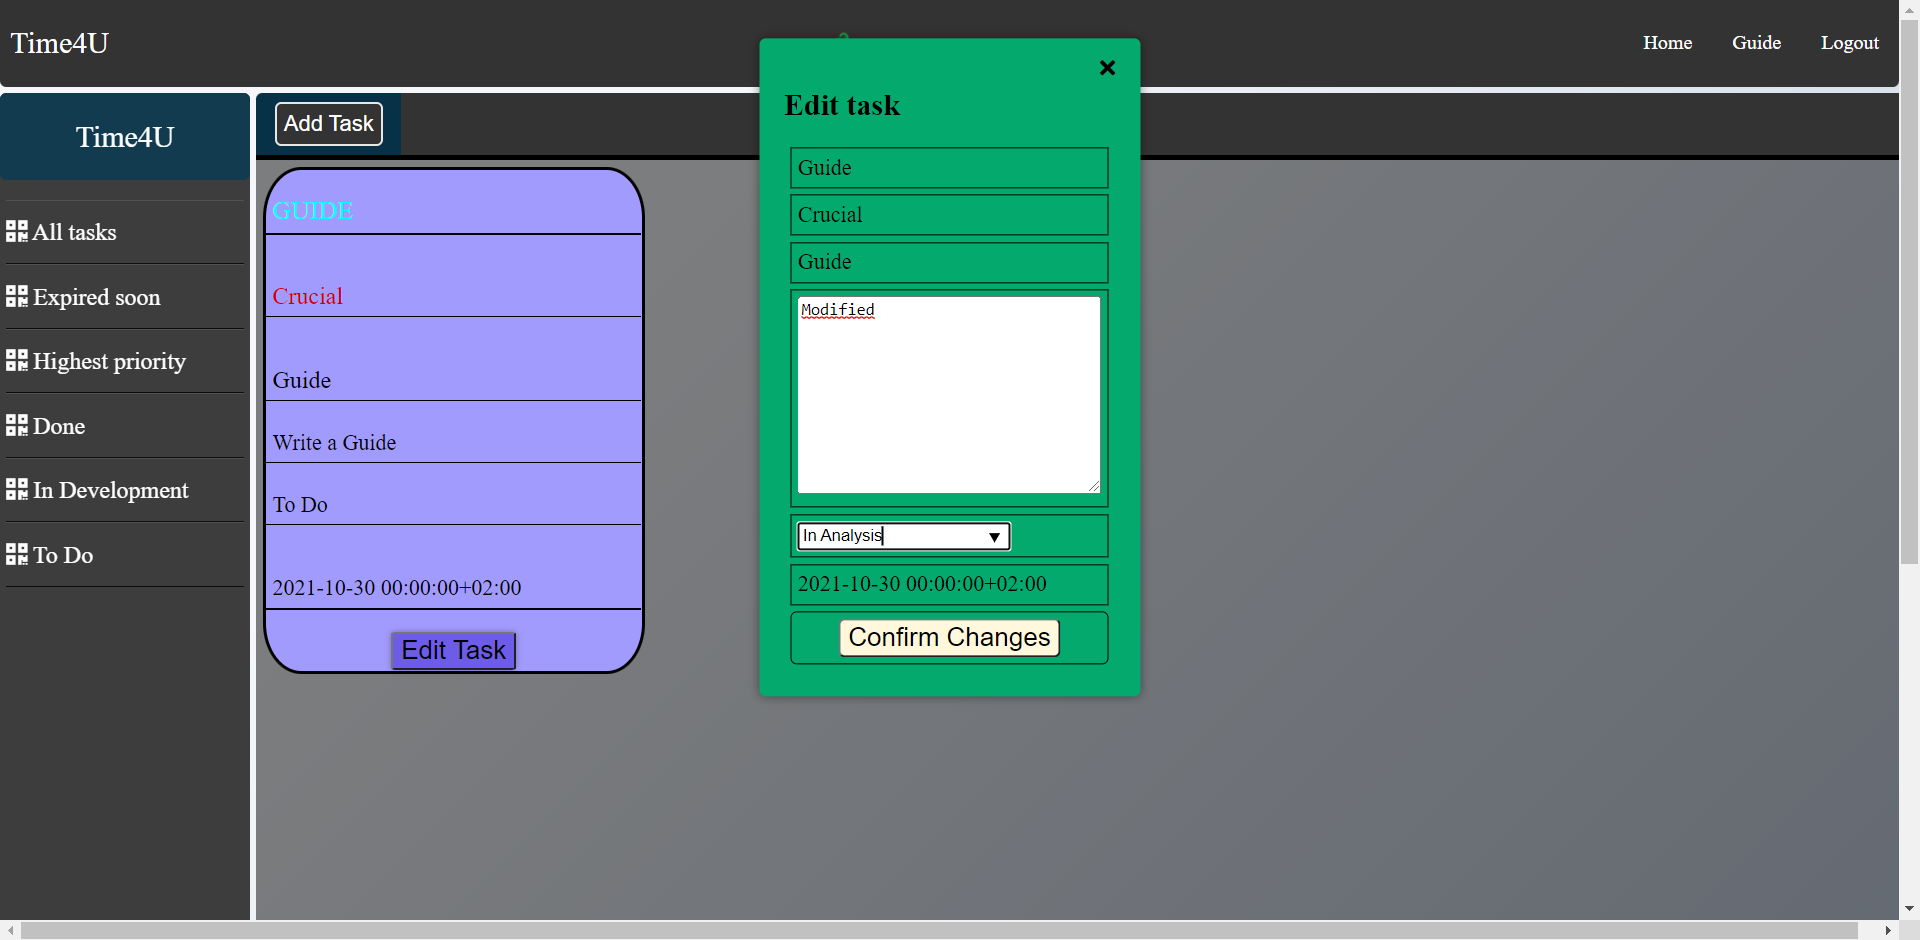 Time4U
Home
Guide
Logout
Time4U
All tasks
Expired soon
Highest priority
Done
In Development
To Do
Add Task
GUIDE
Crucial
Guide
Write a Guide
To Do
2021-10-30 00:00:00+02:00
Edit Task
Edit task
Guide
Crucial
Guide
Modified
In Analysis
2021-10-30 00:00:00+02:00
Confirm Changes